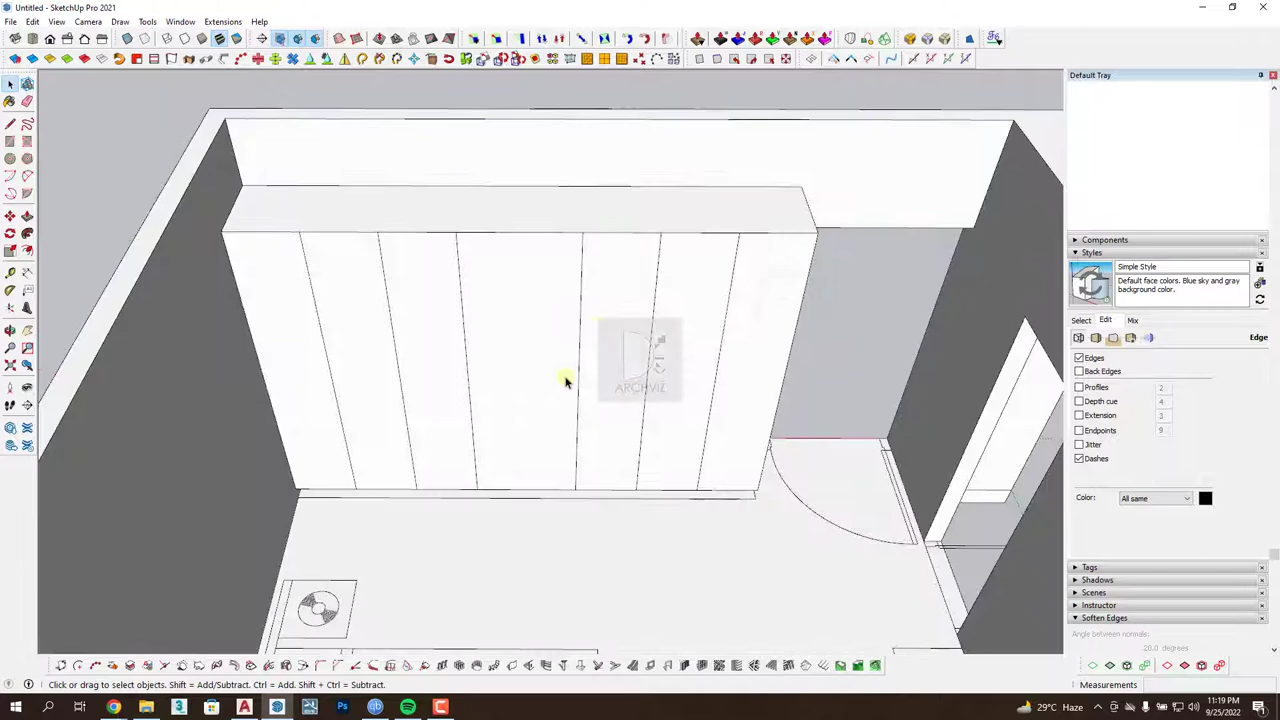 Untitled - SketchUp Pro 2021
File Edit View Camera Draw Tools Window Extensions Help
Default Tray
Components
Styles
Simple Style
Default face colors. Blue sky and gray
background color.
Select Edit Mix
Edge
Edges
Back Edges
Profiles 2
Depth cue 4
Extension 3
Endpoints 9
Jitter
Dashes
Color: All same
Tags
Shadows
Scenes
Instructor
Soften Edges
Angle between normals:
20.0 degrees
ARCHVIZ
Click or drag to select objects. Shift = Add/Subtract. Ctrl = Add. Shift + Ctrl = Subtract.
Measurements
29°C Haze
11:19 PM
9/25/2022